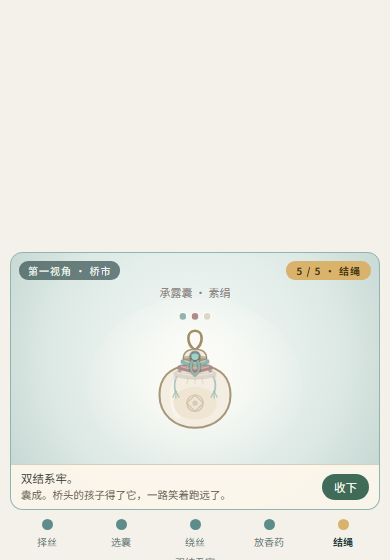 第一视角 · 桥市
5 / 5 · 结绳
承露囊 · 素绢
双结系牢。
囊成。桥头的孩子得了它，一路笑着跑远了。
收下
择丝
选囊
绕丝
放香药
结绳